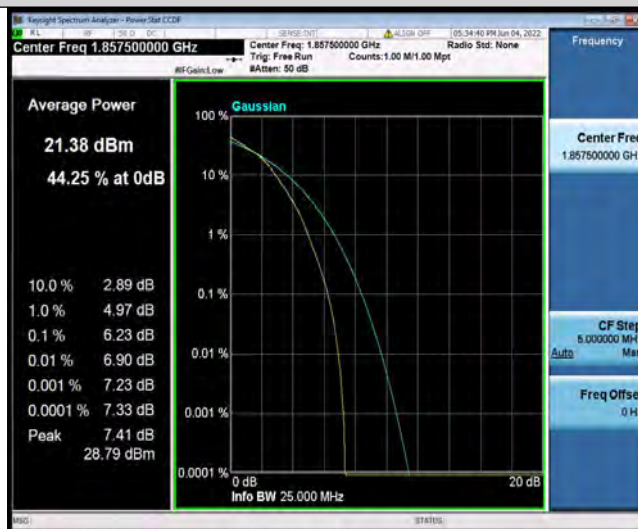 Keysight Spectrum Analyzer - Power Stat CCDF
RL RF 50 Ω DC SENSE:INT ALIGN OFF 05:34:40 PM Jun 04, 2022
Center Freq 1.857500000 GHz
Center Freq: 1.857500000 GHz Radio Std: None
Trig: Free Run Counts:1.00 M/1.00 Mpt
#IFGain:Low #Atten: 50 dB
Frequency
Average Power
21.38 dBm
44.25 % at 0dB
10.0 % 2.89 dB
1.0 % 4.97 dB
0.1 % 6.23 dB
0.01 % 6.90 dB
0.001 % 7.23 dB
0.0001 % 7.33 dB
Peak 7.41 dB
28.79 dBm
Gaussian
100 %
10 %
1 %
0.1 %
0.01 %
0.001 %
0.0001 %
0 dB 20 dB
Info BW 25.000 MHz
Center Freq
1.857500000 GHz
CF Step
5.000000 MHz
Auto Man
Freq Offset
0 Hz
MSG STATUS